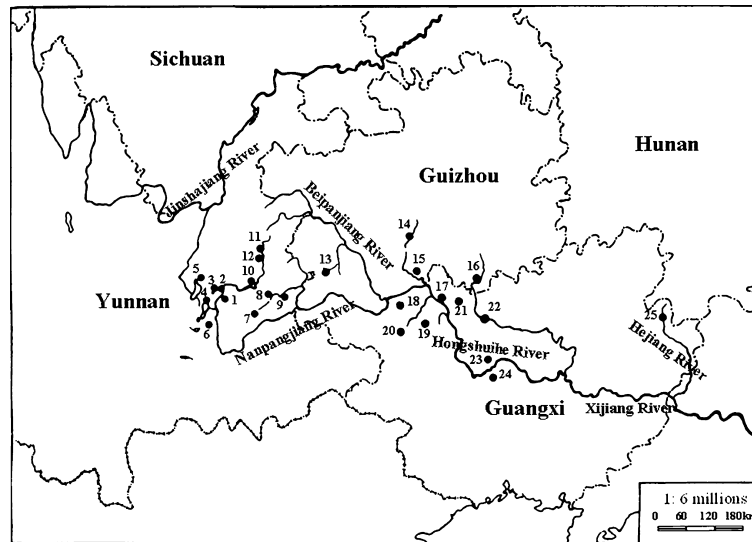 Sichuan
Hunan
Jinshajiang River
Guizhou
Beipanjiang River
14
11
12
13
15
16
5
10
3
2
17
Yunnan
4
1
8
9
18
21
25
7
22
6
Nanpangjiang River
20
19
Hejiang River
Hongshuihe River
23
24
Guangxi
Xijiang River
1: 6 millions
0 60 120 180km